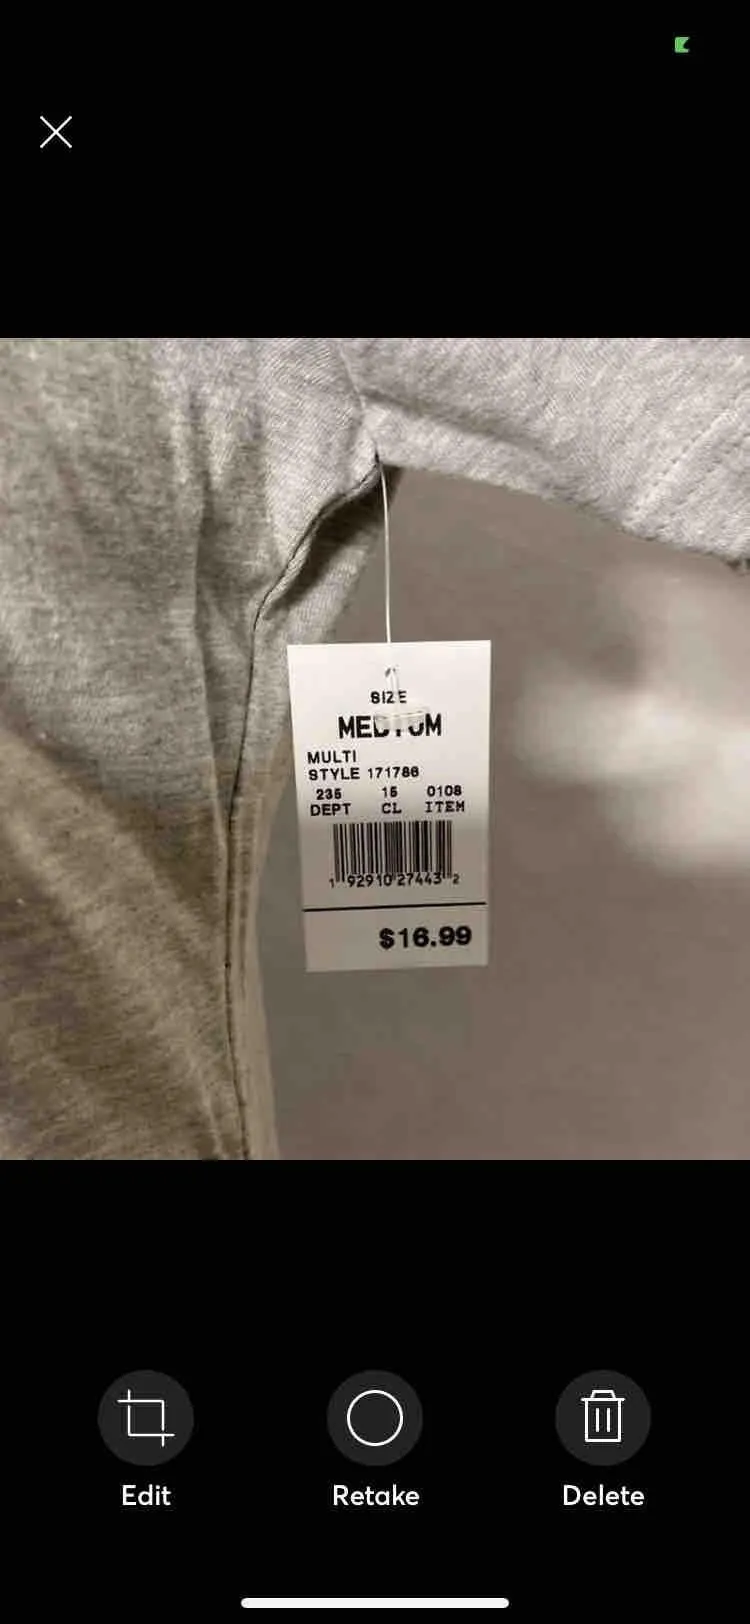 SIZE
MEDIUM
MULTI
STYLE 171786
235 15 0108
DEPT CL ITEM
1 92910 27443 2
$16.99
Edit Retake Delete